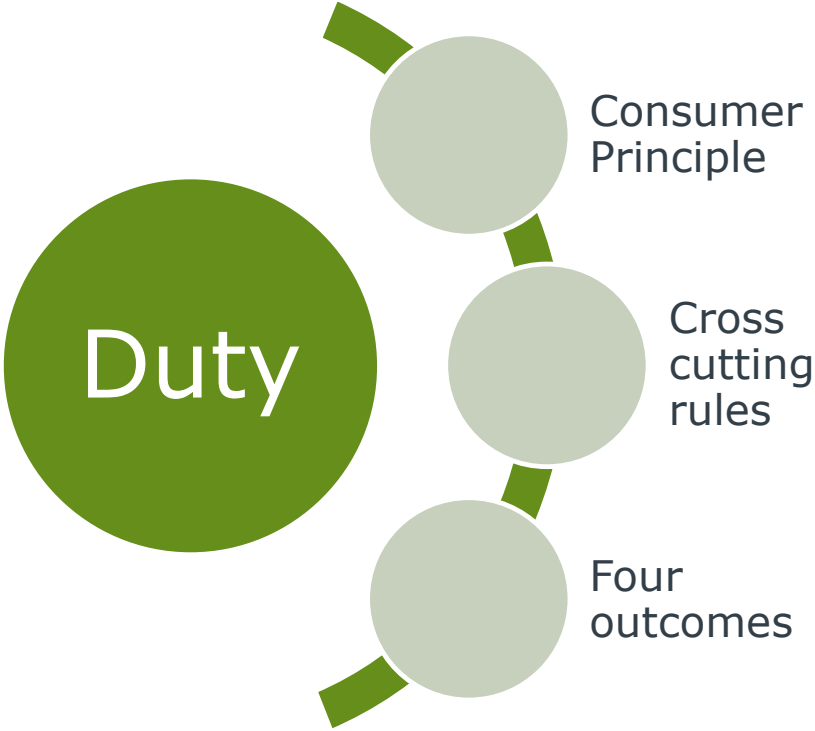 Duty
Consumer
Principle
Cross
cutting
rules
Four
outcomes